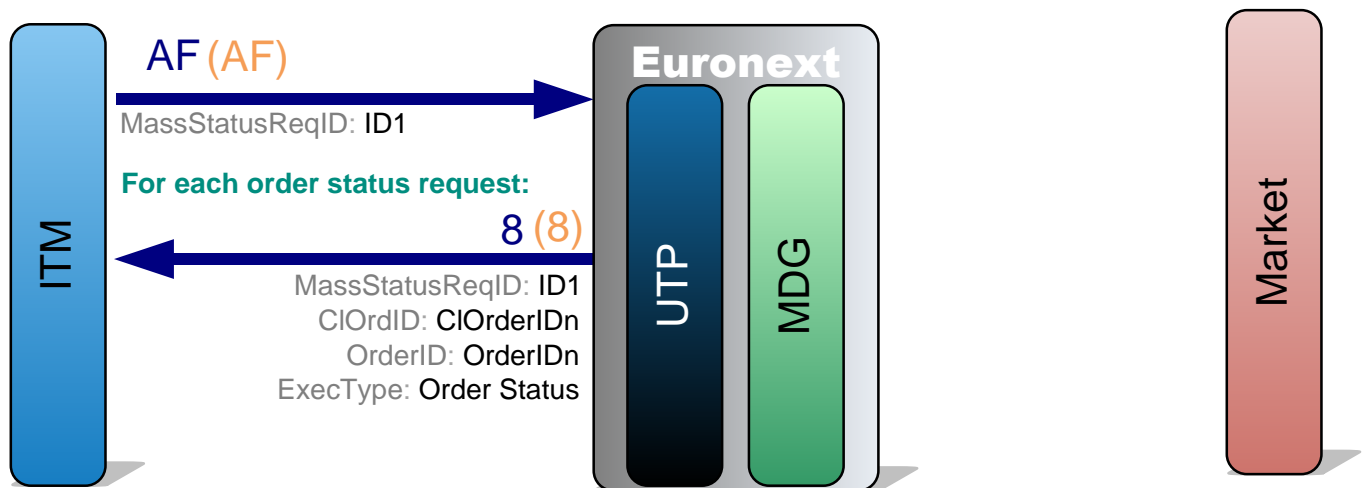 AF (AF)
MassStatusReqID: ID1
For each order status request:
8 (8)
MassStatusReqID: ID1
ClOrdID: ClOrderIDn
OrderID: OrderIDn
ExecType: Order Status
ITM
Euronext
UTP
MDG
Market